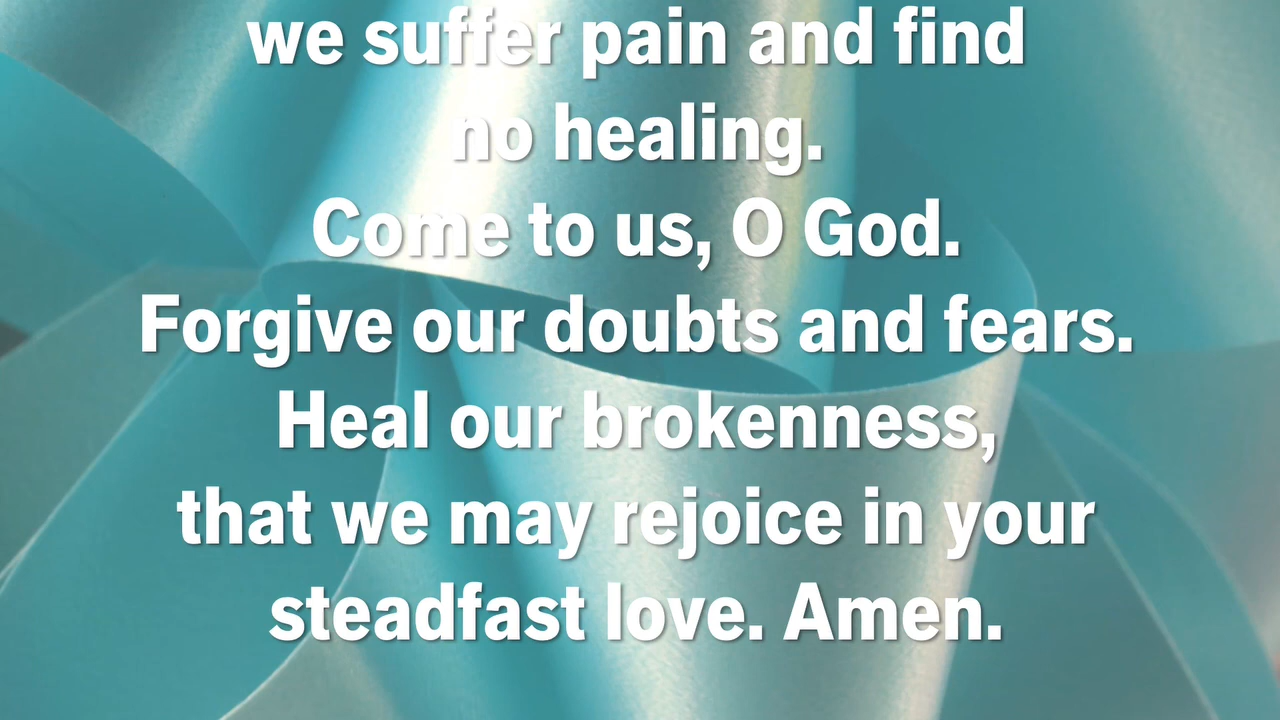 we suffer pain and find
no healing.
Come to us, O God.
Forgive our doubts and fears.
Heal our brokenness,
that we may rejoice in your
steadfast love. Amen.